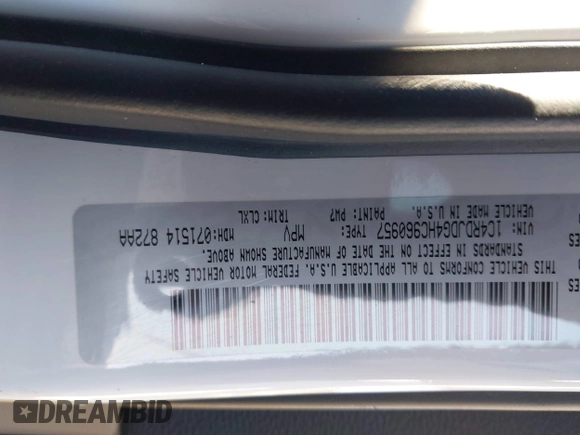 THIS VEHICLE CONFORMS TO ALL APPLICABLE U.S.A. FEDERAL MOTOR VEHICLE SAFETY
STANDARDS IN EFFECT ON THE DATE OF MANUFACTURE SHOWN ABOVE.
VIN: 1C4RDJDG4HC960957 TYPE: MPV MDH:071514 872AA
VEHICLE MADE IN U.S.A. PAINT: PW7 TRIM: CLXL
DREAMBID